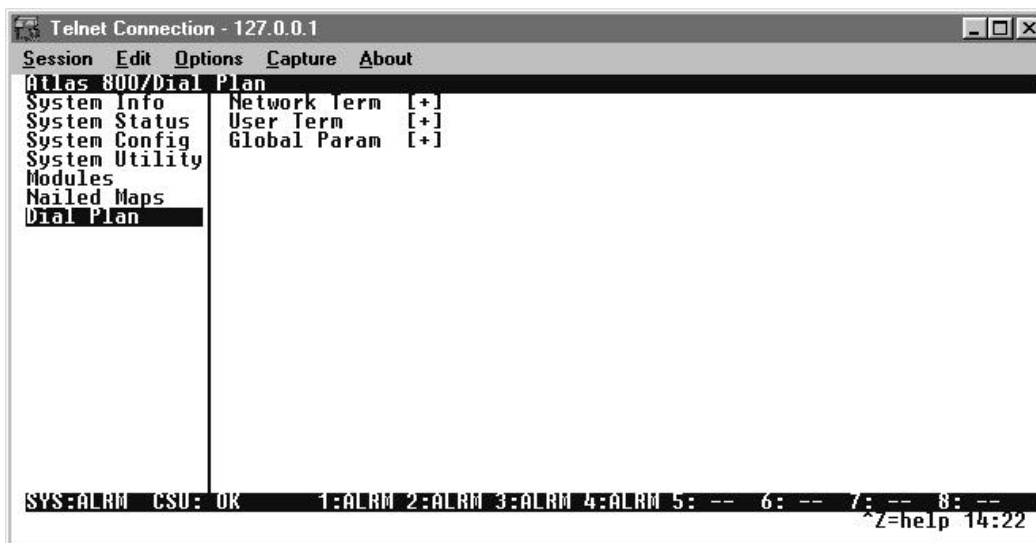 Telnet Connection - 127.0.0.1
Session Edit Options Capture About
Atlas 800/Dial Plan
System Info Network Term [+]
System Status User Term [+]
System Config Global Param [+]
System Utility
Modules
Nailed Maps
Dial Plan
SYS:ALRM CSU: OK 1:ALRM 2:ALRM 3:ALRM 4:ALRM 5: -- 6: -- 7: -- 8: --
^Z=help 14:22